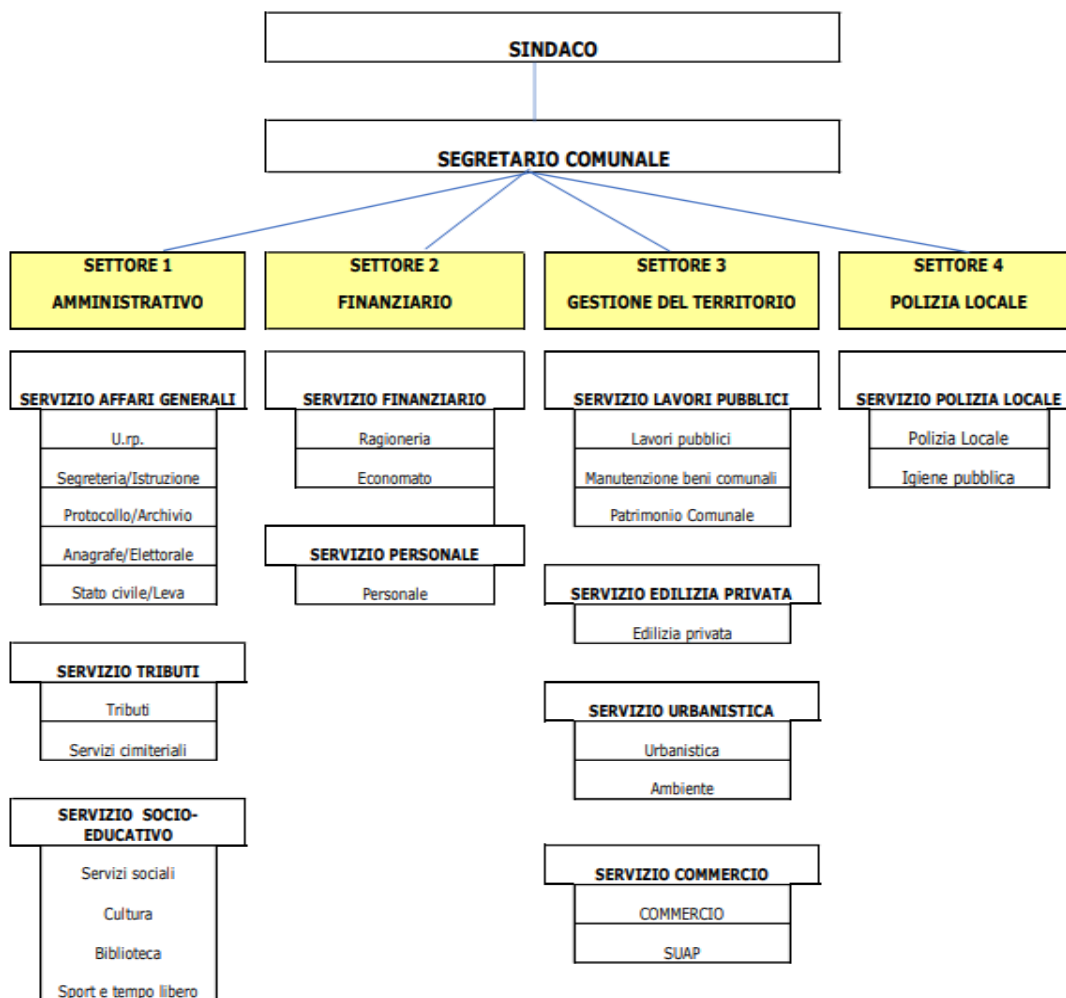 SINDACO
SEGRETARIO COMUNALE
SETTORE 1
AMMINISTRATIVO
SETTORE 2
FINANZIARIO
SETTORE 3
GESTIONE DEL TERRITORIO
SETTORE 4
POLIZIA LOCALE
SERVIZIO AFFARI GENERALI
U.rp.
Segreteria/Istruzione
Protocollo/Archivio
Anagrafe/Elettorale
Stato civile/Leva
SERVIZIO TRIBUTI
Tributi
Servizi cimiteriali
SERVIZIO SOCIO-
EDUCATIVO
Servizi sociali
Cultura
Biblioteca
Sport e tempo libero
SERVIZIO FINANZIARIO
Ragioneria
Economato
SERVIZIO PERSONALE
Personale
SERVIZIO LAVORI PUBBLICI
Lavori pubblici
Manutenzione beni comunali
Patrimonio Comunale
SERVIZIO EDILIZIA PRIVATA
Edilizia privata
SERVIZIO URBANISTICA
Urbanistica
Ambiente
SERVIZIO COMMERCIO
COMMERCIO
SUAP
SERVIZIO POLIZIA LOCALE
Polizia Locale
Igiene pubblica